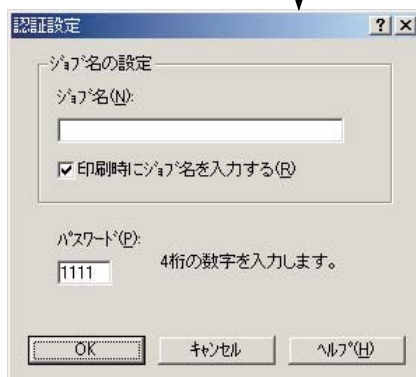 認証設定
ｼﾞｮﾌﾞ名の設定
ｼﾞｮﾌﾞ名(N):
印刷時にｼﾞｮﾌﾞ名を入力する(R)
ﾊﾟｽﾜｰﾄﾞ(P):
1111 4桁の数字を入力します。
OK ｷｬﾝｾﾙ ﾍﾙﾌﾟ(H)